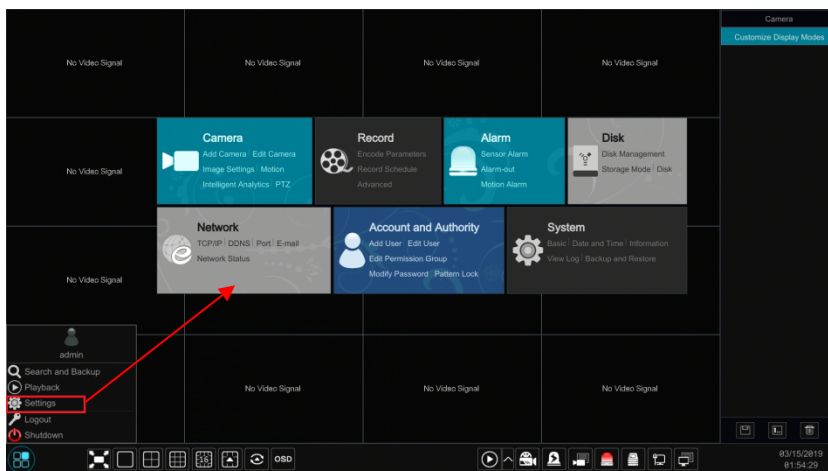 Camera
Customize Display Modes
No Video Signal
No Video Signal
No Video Signal
No Video Signal
Camera
Add Camera Edit Camera
Image Settings Motion
Intelligent Analytics PTZ
Record
Encode Parameters
Record Schedule
Advanced
Alarm
Sensor Alarm
Alarm-out
Motion Alarm
Disk
Disk Management
Storage Mode Disk
No Video Signal
Network
TCP/IP DDNS Port E-mail
Network Status
Account and Authority
Add User Edit User
Edit Permission Group
Modify Password Pattern Lock
System
Basic Date and Time Information
View Log Backup and Restore
No Video Signal
admin
Search and Backup
Playback
Settings
Logout
Shutdown
No Video Signal
No Video Signal
No Video Signal
16
OSD
03/15/2019
01:54:29